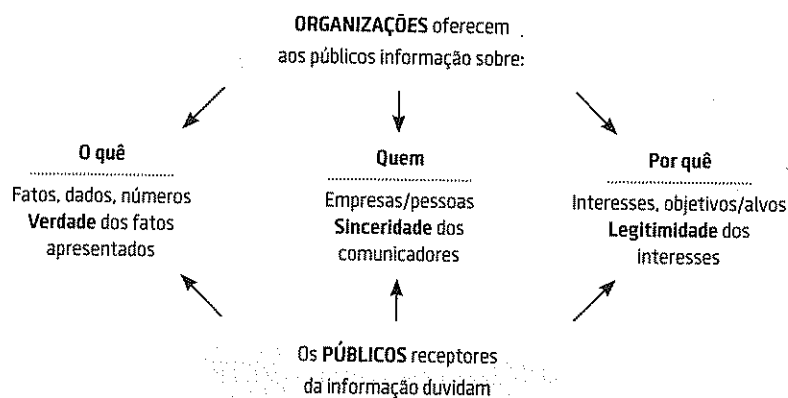 ORGANIZAÇÕES oferecem
aos públicos informação sobre:
O quê
Fatos, dados, números
Verdade dos fatos
apresentados
Quem
Empresas/pessoas
Sinceridade dos
comunicadores
Por quê
Interesses, objetivos/alvos
Legitimidade dos
interesses
Os PÚBLICOS receptores
da informação duvidam